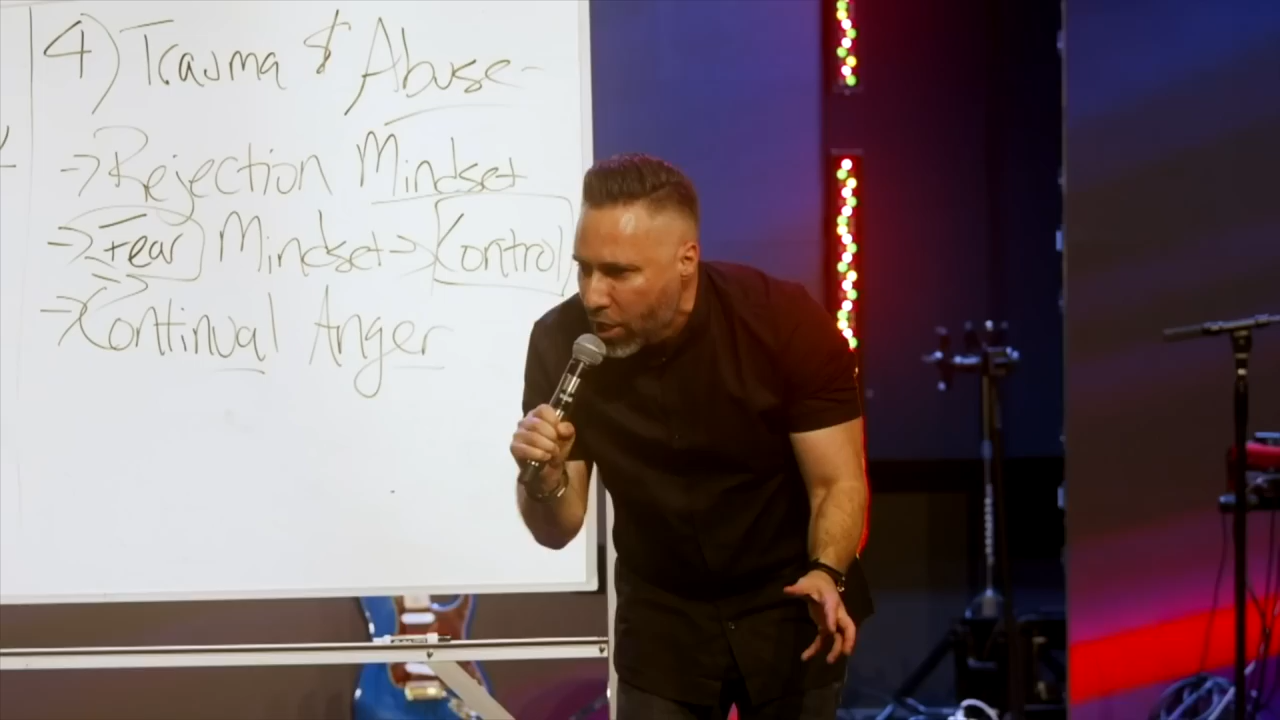 4) Trauma & Abuse-
→Rejection Mindset
→Fear Mindset→Control
→Continual Anger